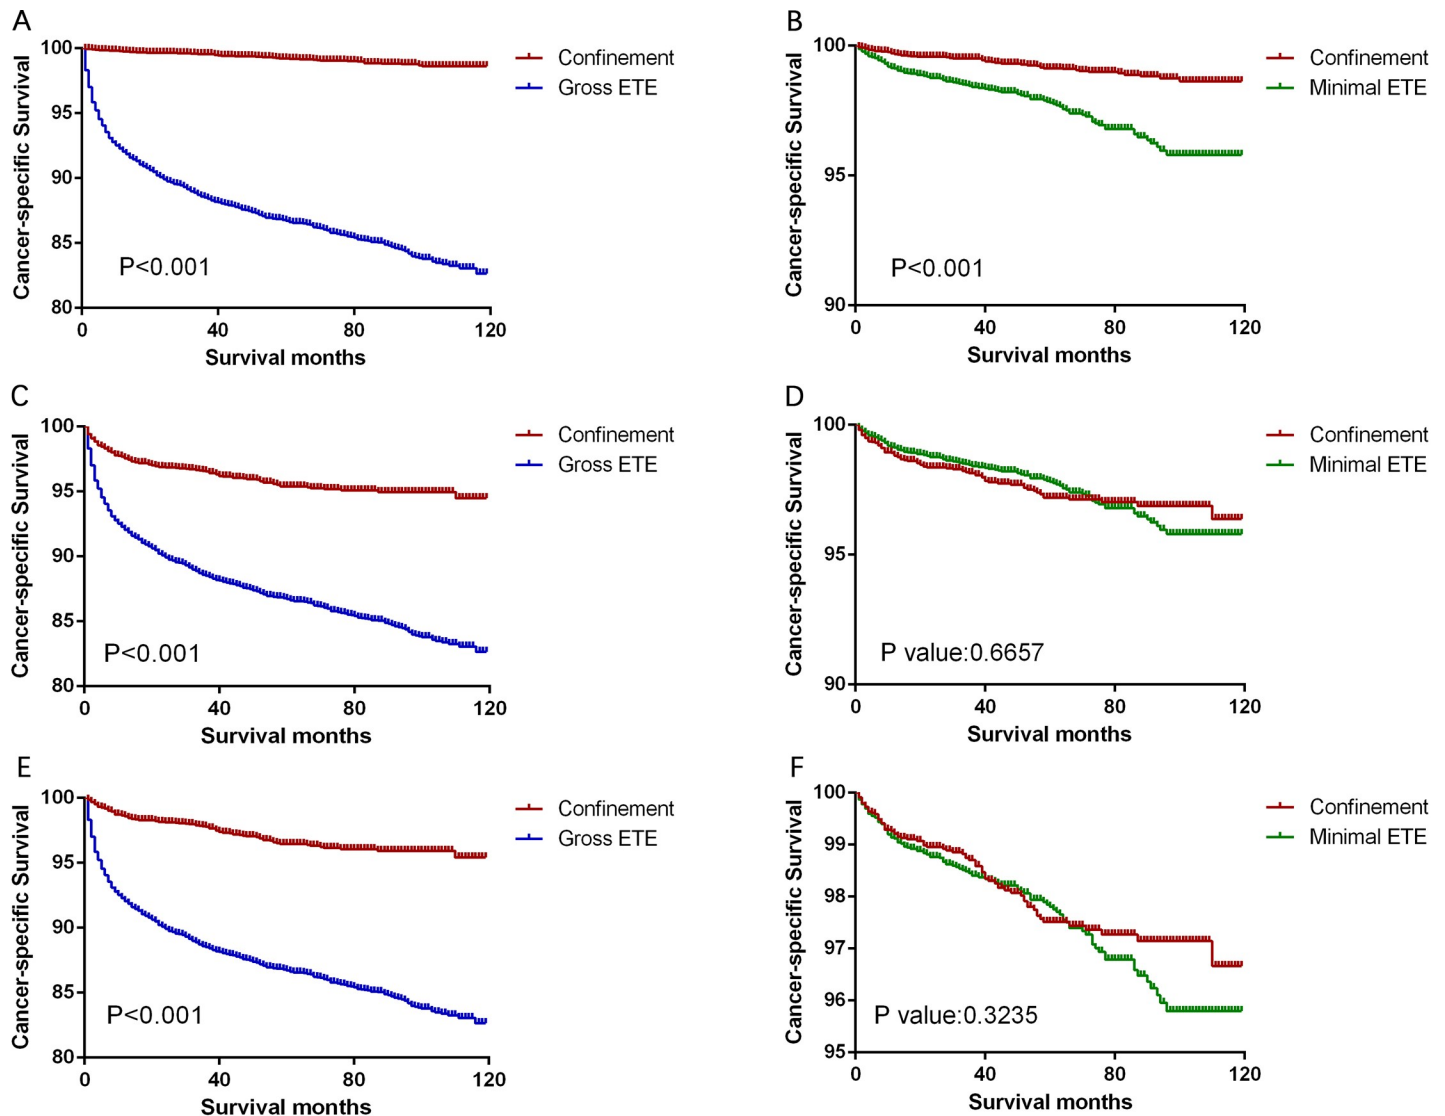 A
Cancer-specific Survival
100
95
90
85
80
0
40
80
120
Survival months
P<0.001
Confinement
Gross ETE
B
Cancer-specific Survival
100
95
90
0
40
80
120
Survival months
P<0.001
Confinement
Minimal ETE
C
Cancer-specific Survival
100
95
90
85
80
0
40
80
120
Survival months
P<0.001
Confinement
Gross ETE
D
Cancer-specific Survival
100
95
90
0
40
80
120
Survival months
P value:0.6657
Confinement
Minimal ETE
E
Cancer-specific Survival
100
95
90
85
80
0
40
80
120
Survival months
P<0.001
Confinement
Gross ETE
F
Cancer-specific Survival
100
99
98
97
96
95
0
40
80
120
Survival months
P value:0.3235
Confinement
Minimal ETE